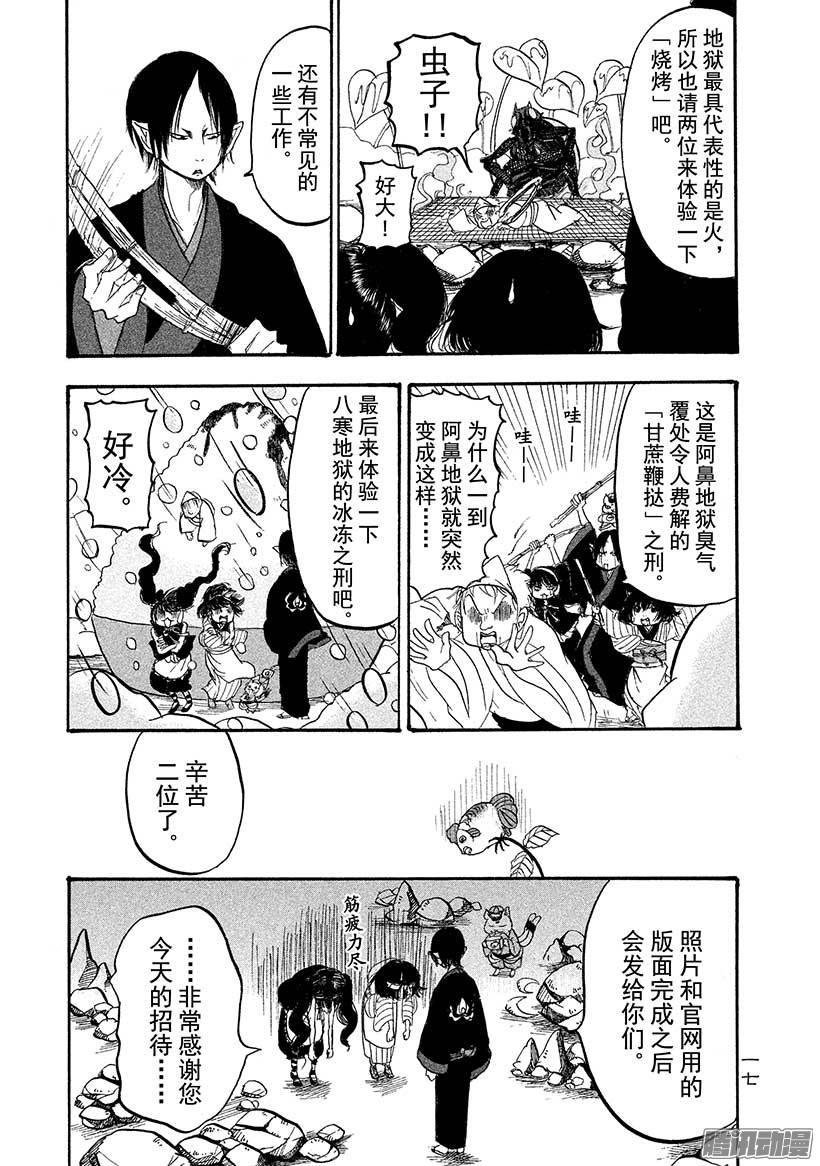 地狱最具代表性的是火，
所以也请两位来体验一下
「烧烤」吧。
虫子！！
好大！
还有不常见的
一些工作。
这是阿鼻地狱臭气
覆处令人费解的
「甘蔗鞭挞」之刑。
哇——
哇——
为什么一到
阿鼻地狱就突然
变成这样……
最后来体验一下
八寒地狱的冰冻之刑吧。
好冷。
辛苦
二位了。
照片和官网用的
版面完成之后
会发给你们。
筋疲力尽
……非常感谢您
今天的招待……
一七
腾讯动漫